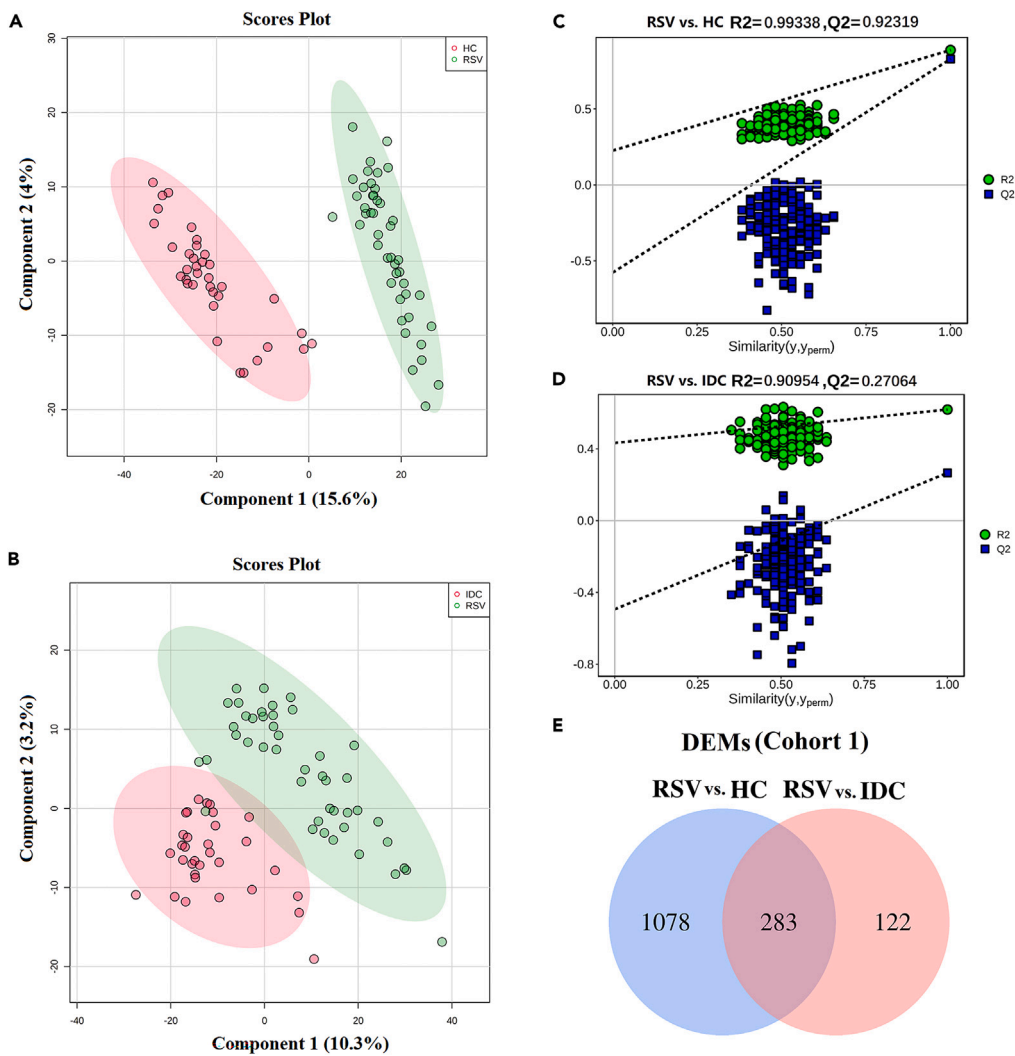 A
Scores Plot
HC
RSV
30
20
10
0
-10
-20
Component 2 (4%)
-40
-20
0
20
Component 1 (15.6%)
B
Scores Plot
IDC
RSV
20
10
0
-10
-20
Component 2 (3.2%)
-40
-20
0
20
40
Component 1 (10.3%)
C
RSV vs. HC R2=0.99338,Q2=0.92319
0.5
0.0
-0.5
R2
Q2
0.00
0.25
0.50
0.75
1.00
Similarity(y,yperm)
D
RSV vs. IDC R2=0.90954,Q2=0.27064
0.4
0.0
-0.4
-0.8
R2
Q2
0.00
0.25
0.50
0.75
1.00
Similarity(y,yperm)
E
DEMs (Cohort 1)
RSV vs. HC RSV vs. IDC
1078 283 122